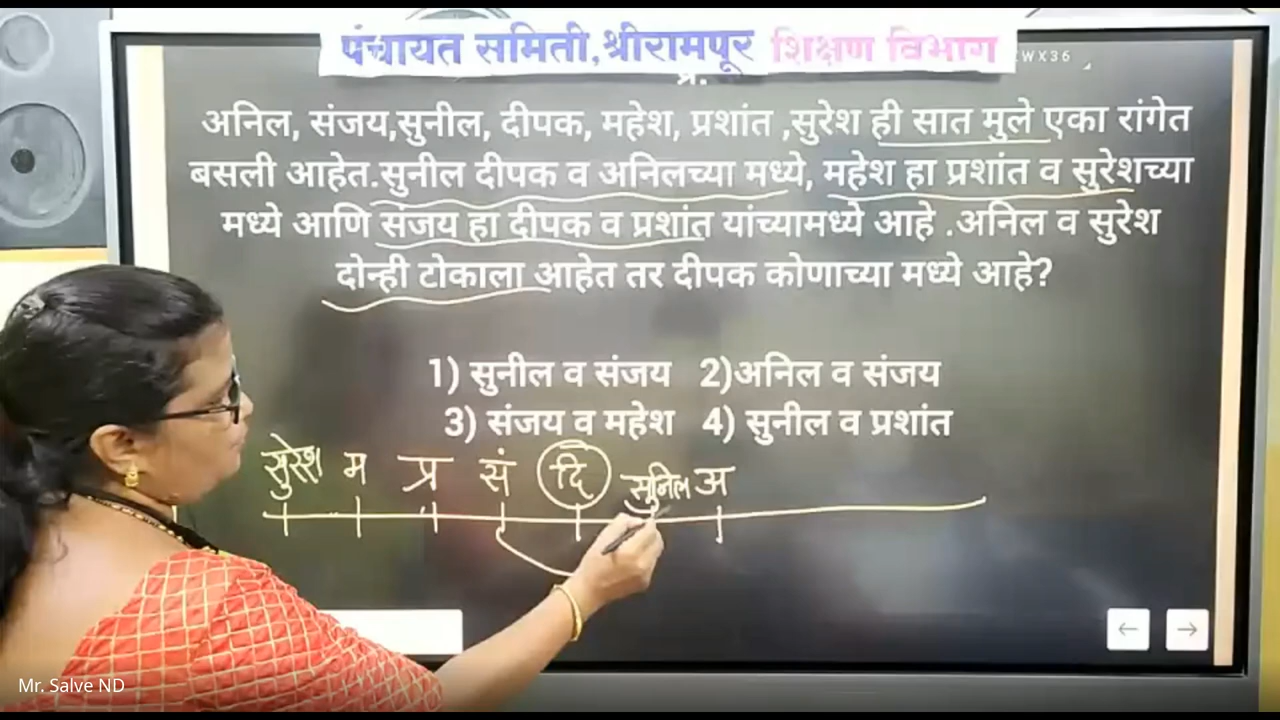 पंचायत समिती,श्रीरामपूर शिक्षण विभाग
प्र.
अनिल, संजय,सुनील, दीपक, महेश, प्रशांत ,सुरेश ही सात मुले एका रांगेत
बसली आहेत.सुनील दीपक व अनिलच्या मध्ये, महेश हा प्रशांत व सुरेशच्या
मध्ये आणि संजय हा दीपक व प्रशांत यांच्यामध्ये आहे .अनिल व सुरेश
दोन्ही टोकाला आहेत तर दीपक कोणाच्या मध्ये आहे?
1) सुनील व संजय 2)अनिल व संजय
3) संजय व महेश 4) सुनील व प्रशांत
सुरेश म प्र सं दि सुनिल अ
Mr. Salve ND